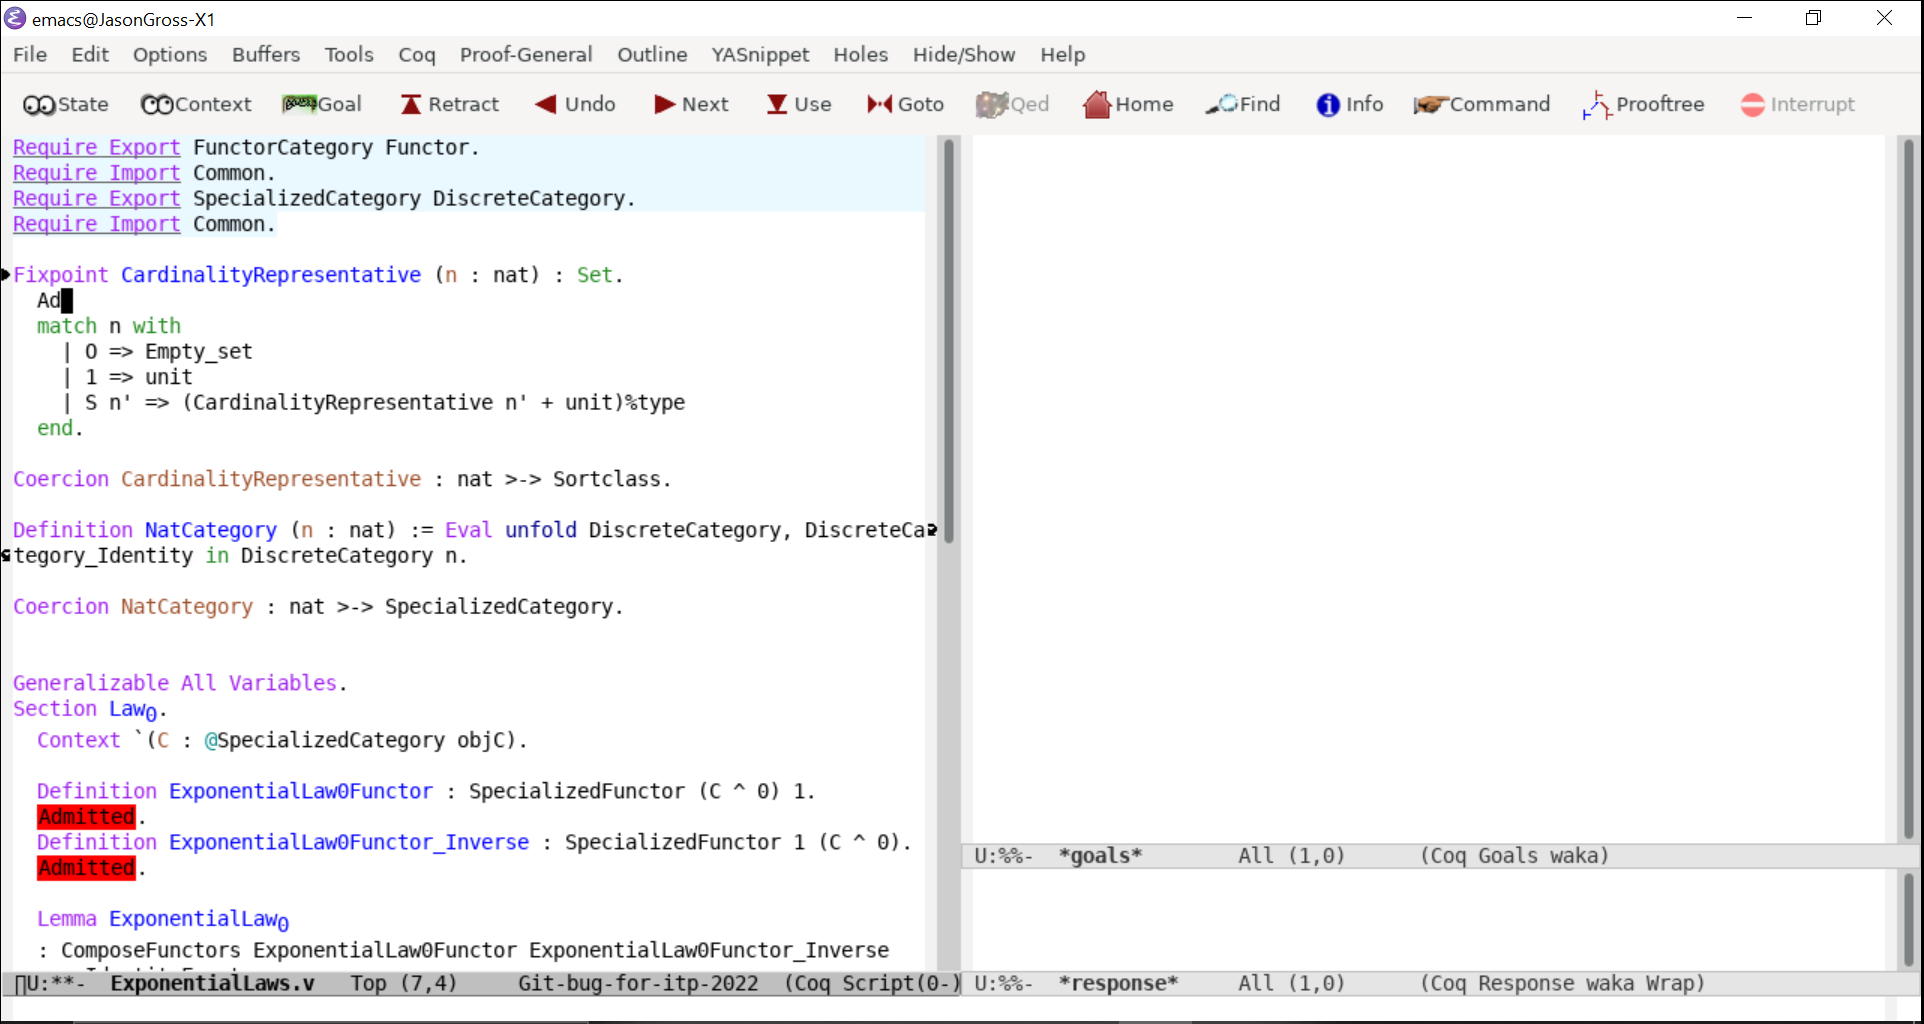 emacs@JasonGross-X1
File Edit Options Buffers Tools Coq Proof-General Outline YASnippet Holes Hide/Show Help
State Context Goal Retract Undo Next Use Goto Qed Home Find Info Command Prooftree Interrupt
Require Export FunctorCategory Functor.
Require Import Common.
Require Export SpecializedCategory DiscreteCategory.
Require Import Common.
Fixpoint CardinalityRepresentative (n : nat) : Set.
  Ad
  match n with
    | O => Empty_set
    | 1 => unit
    | S n' => (CardinalityRepresentative n' + unit)%type
  end.
Coercion CardinalityRepresentative : nat >-> Sortclass.
Definition NatCategory (n : nat) := Eval unfold DiscreteCategory, DiscreteCa
tegory_Identity in DiscreteCategory n.
Coercion NatCategory : nat >-> SpecializedCategory.
Generalizable All Variables.
Section Law₀.
  Context `(C : @SpecializedCategory objC).
  Definition ExponentialLaw0Functor : SpecializedFunctor (C ^ 0) 1.
  Admitted.
  Definition ExponentialLaw0Functor_Inverse : SpecializedFunctor 1 (C ^ 0).
  Admitted.
  Lemma ExponentialLaw₀
  : ComposeFunctors ExponentialLaw0Functor ExponentialLaw0Functor_Inverse
U:**- ExponentialLaws.v Top (7,4) Git-bug-for-itp-2022 (Coq Script(0-)
U:%%- *goals* All (1,0) (Coq Goals waka)
U:%%- *response* All (1,0) (Coq Response waka Wrap)